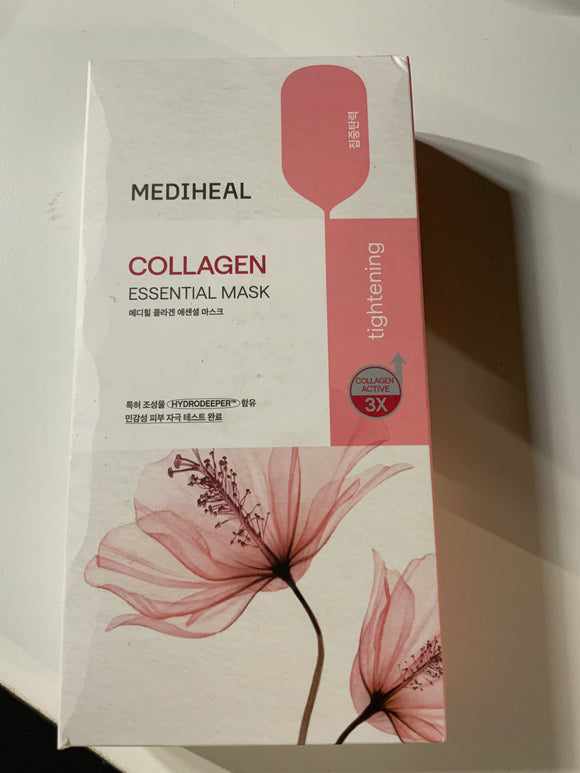 집중탄력
MEDIHEAL
COLLAGEN
ESSENTIAL MASK
메디힐 콜라겐 에센셜 마스크
tightening
COLLAGEN
ACTIVE
3X
특허 조성물 HYDRODEEPER™ 함유
민감성 피부 자극 테스트 완료